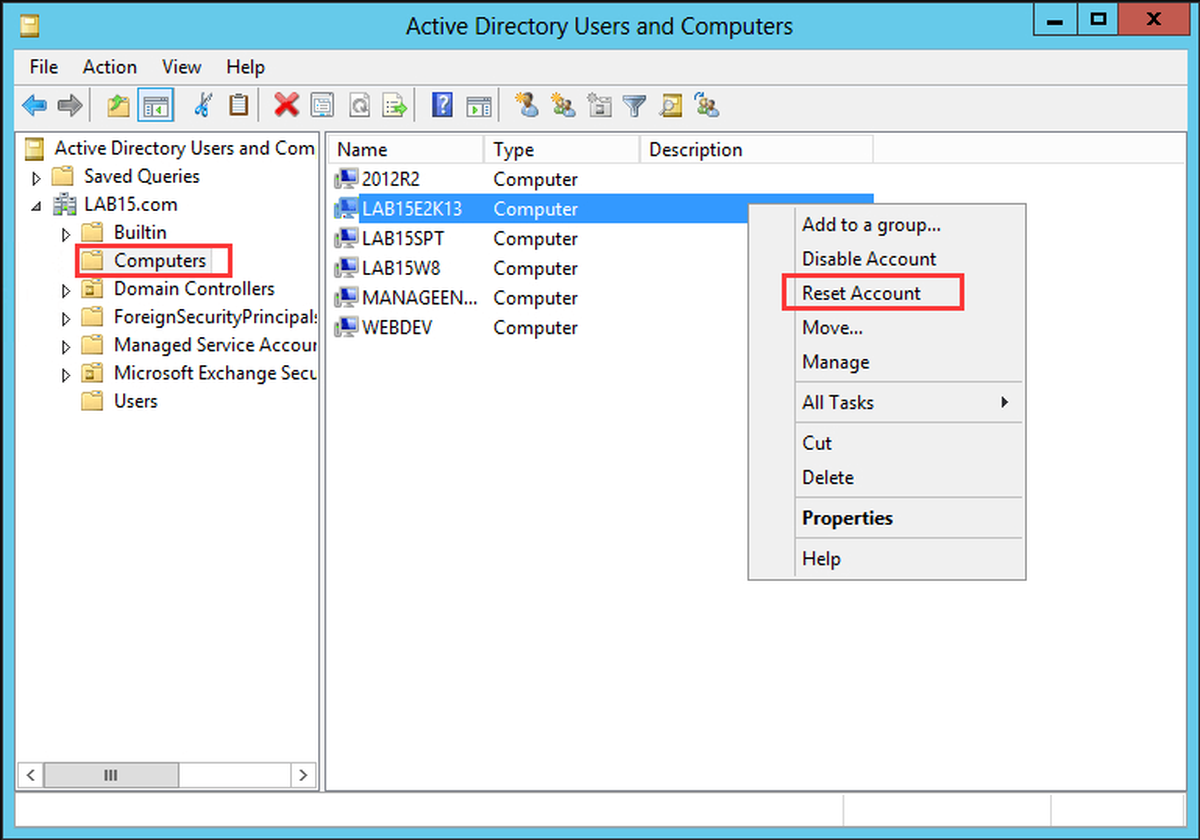 Active Directory Users and Computers
File Action View Help
Active Directory Users and Com
Saved Queries
LAB15.com
Builtin
Computers
Domain Controllers
ForeignSecurityPrincipals
Managed Service Accour
Microsoft Exchange Secu
Users
Name Type Description
2012R2 Computer
LAB15E2K13 Computer
LAB15SPT Computer
LAB15W8 Computer
MANAGEEN... Computer
WEBDEV Computer
Add to a group...
Disable Account
Reset Account
Move...
Manage
All Tasks
Cut
Delete
Properties
Help